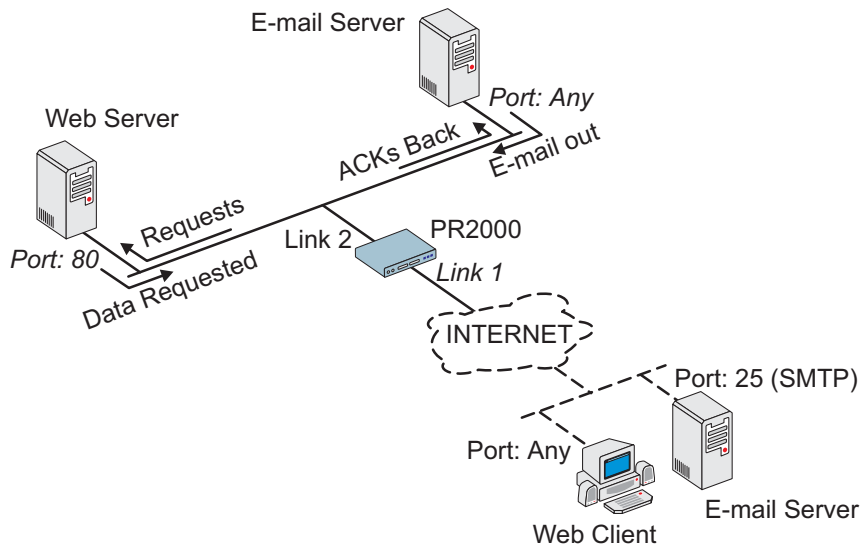 E-mail Server
Port: Any
Web Server
ACKs Back
E-mail out
Requests
Link 2
PR2000
Port: 80
Data Requested
Link 1
INTERNET
Port: 25 (SMTP)
Port: Any
E-mail Server
Web Client